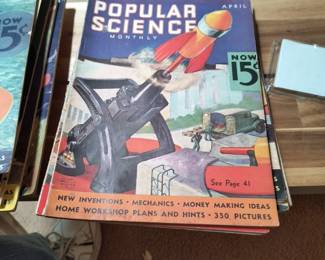 NOW
15¢
POPULAR
APRIL
SCIENCE
MONTHLY
NOW
15¢
See Page 41
NEW INVENTIONS · MECHANICS · MONEY MAKING IDEAS
HOME WORKSHOP PLANS AND HINTS · 350 PICTURES